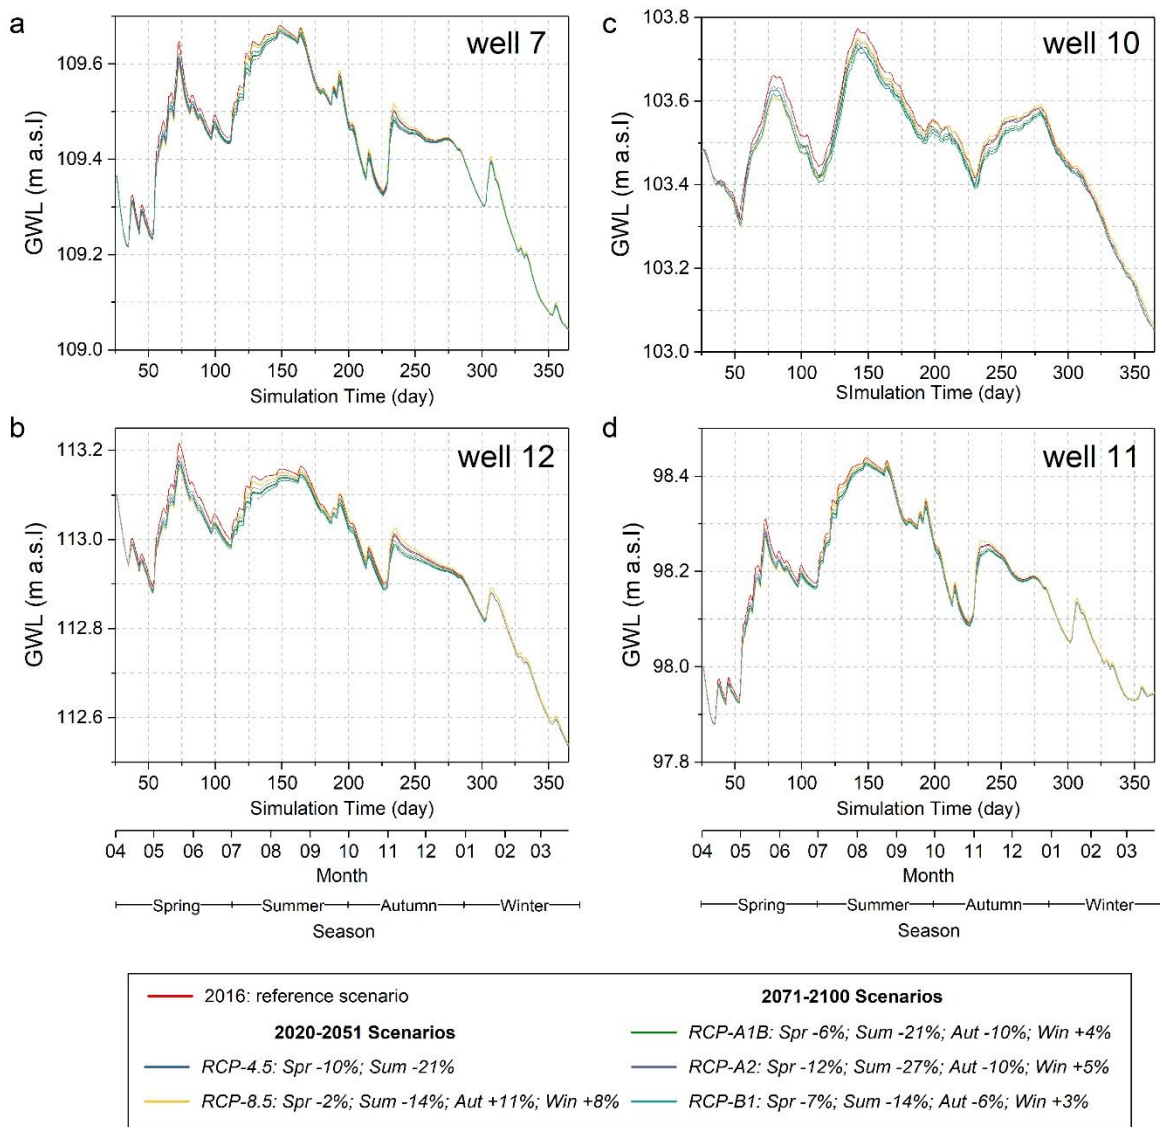 a
well 7
GWL (m a.s.l)
109.6
109.4
109.2
109.0
50 100 150 200 250 300 350
Simulation Time (day)
c
well 10
GWL (m a.s.l)
103.8
103.6
103.4
103.2
103.0
50 100 150 200 250 300 350
SImulation Time (day)
b
well 12
GWL (m a.s.l)
113.2
113.0
112.8
112.6
50 100 150 200 250 300 350
Simulation Time (day)
04 05 06 07 08 09 10 11 12 01 02 03
Month
Spring Summer Autumn Winter
Season
d
well 11
GWL (m a.s.l)
98.4
98.2
98.0
97.8
50 100 150 200 250 300 350
Simulation Time (day)
04 05 06 07 08 09 10 11 12 01 02 03
Month
Spring Summer Autumn Winter
Season
2016: reference scenario
2020-2051 Scenarios
RCP-4.5: Spr -10%; Sum -21%
RCP-8.5: Spr -2%; Sum -14%; Aut +11%; Win +8%
2071-2100 Scenarios
RCP-A1B: Spr -6%; Sum -21%; Aut -10%; Win +4%
RCP-A2: Spr -12%; Sum -27%; Aut -10%; Win +5%
RCP-B1: Spr -7%; Sum -14%; Aut -6%; Win +3%